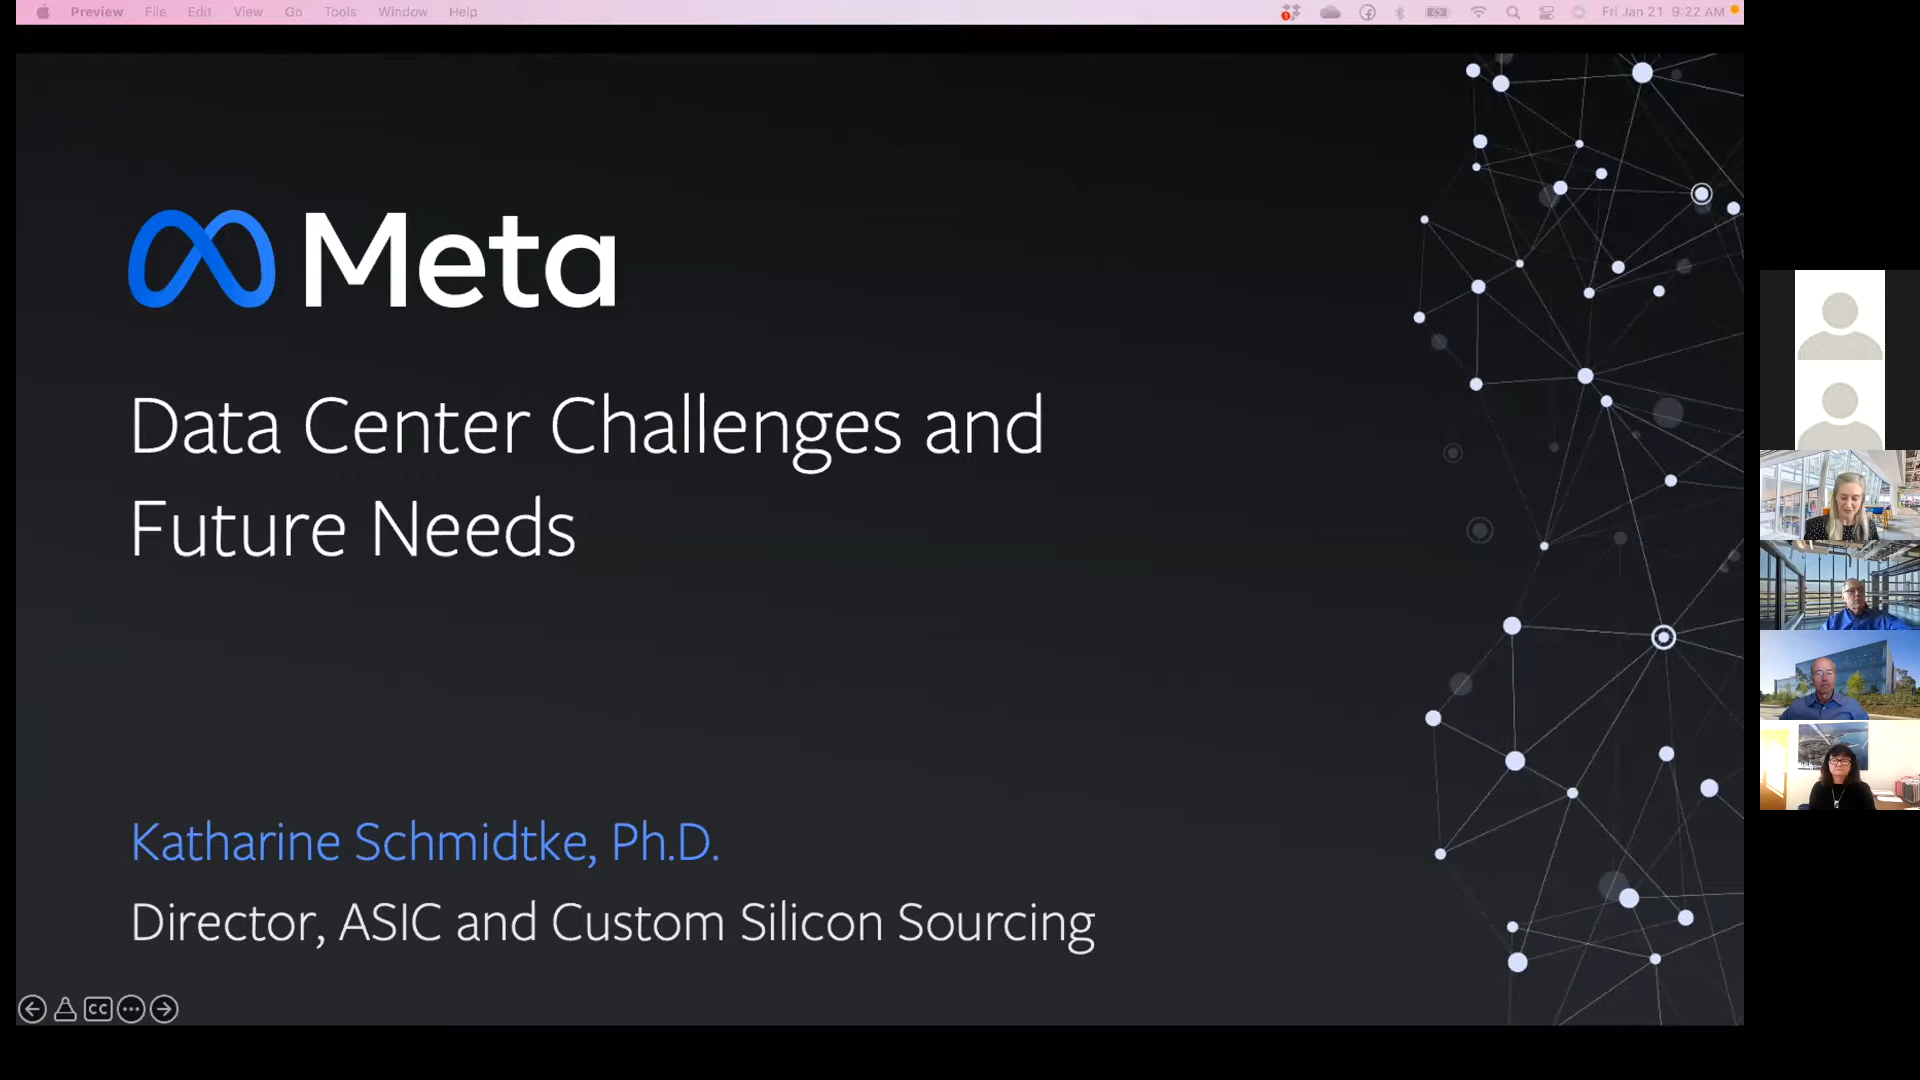 Preview File Edit View Go Tools Window Help Fri Jan 21 9:22 AM
Meta
Data Center Challenges and
Future Needs
Katharine Schmidtke, Ph.D.
Director, ASIC and Custom Silicon Sourcing
CC